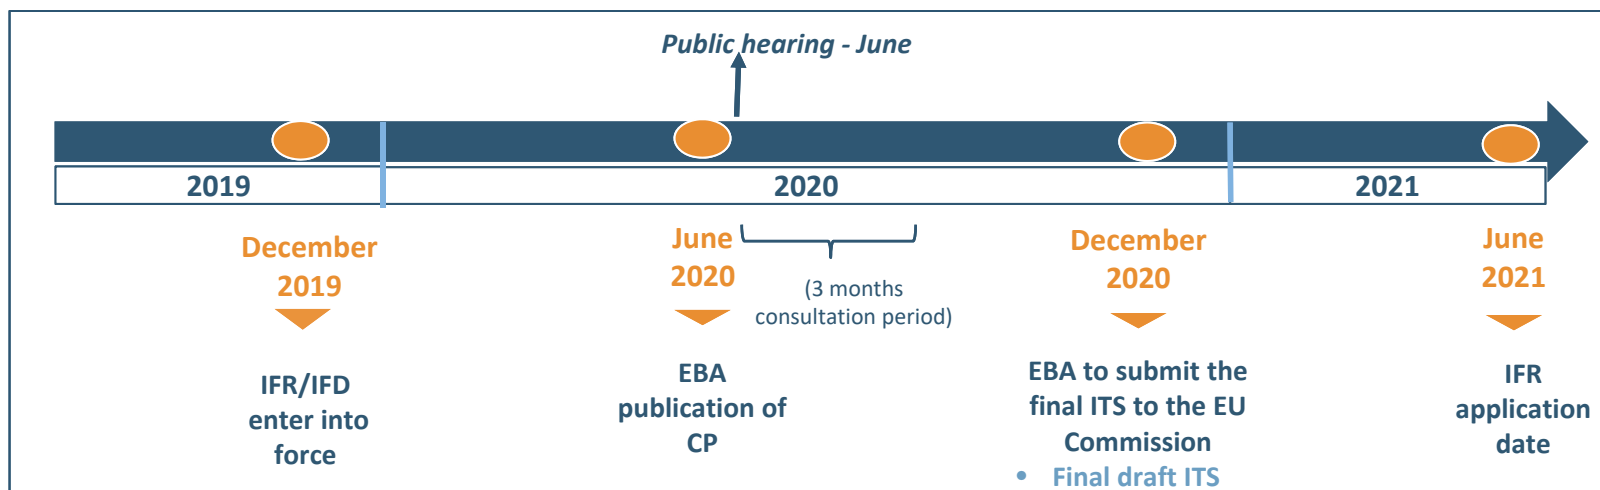 Public hearing - June
2019
2020
2021
December
2019
IFR/IFD
enter into
force
June
2020
EBA
publication of
CP
(3 months
consultation period)
December
2020
EBA to submit the
final ITS to the EU
Commission
• Final draft ITS
June
2021
IFR
application
date